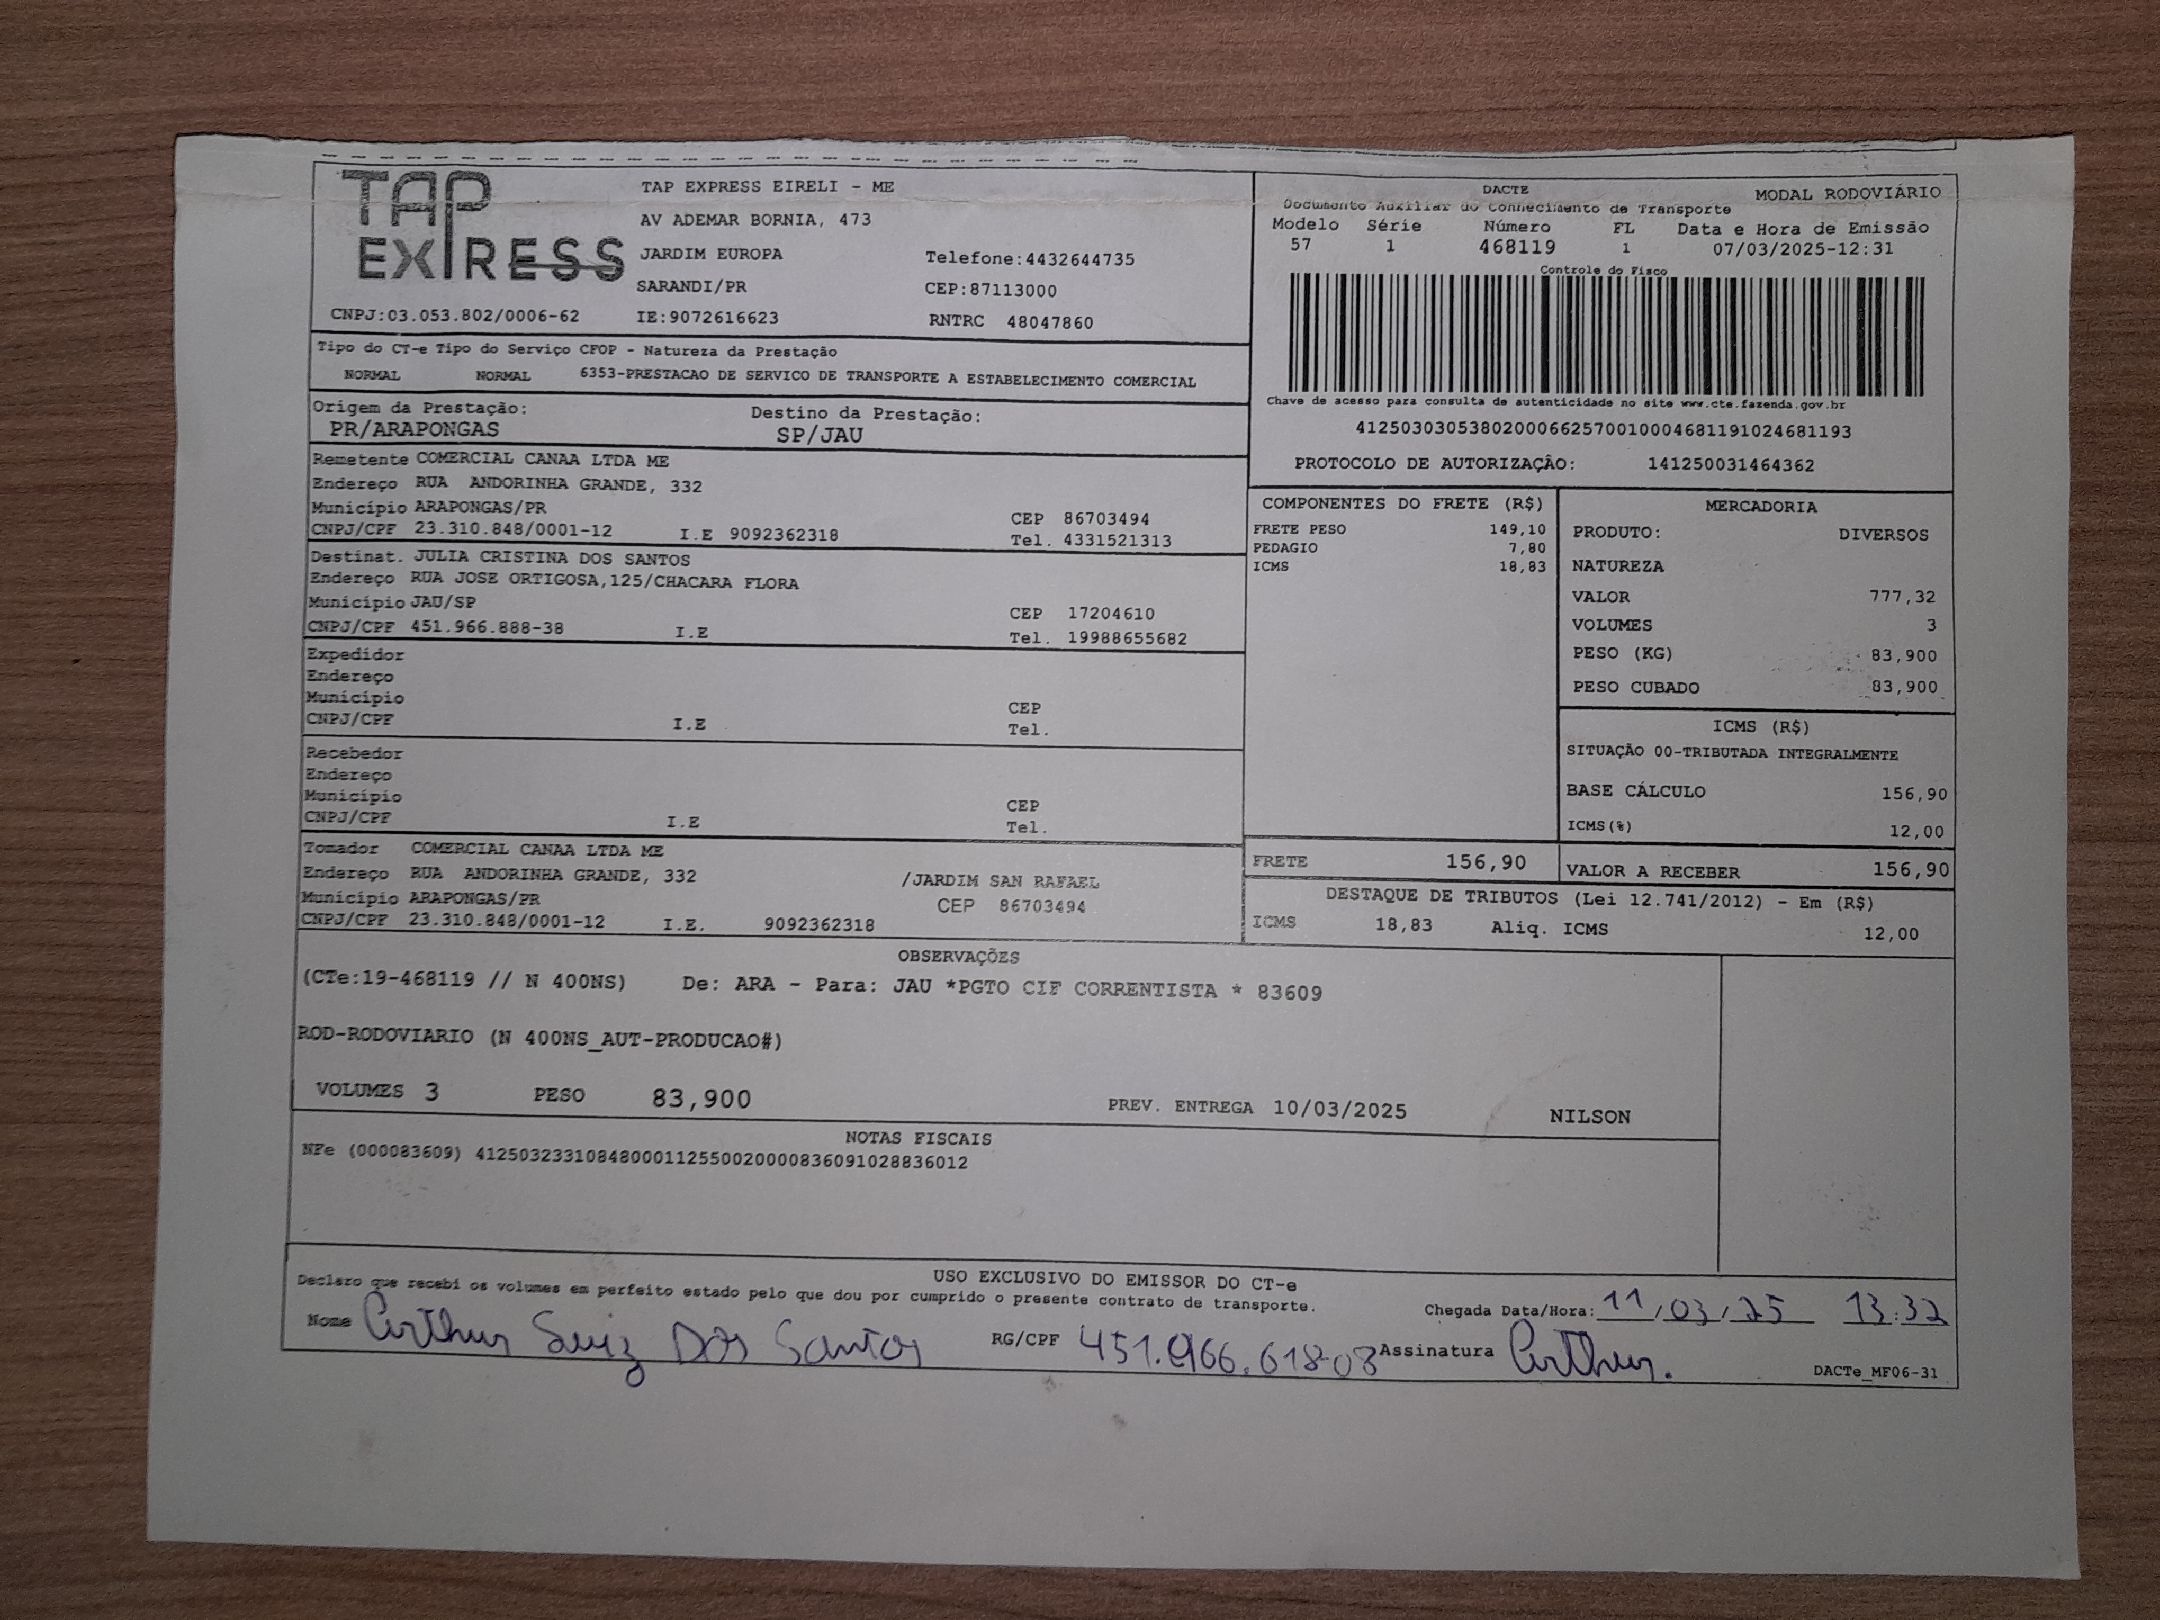 TAP
EXPRESS
TAP EXPRESS EIRELI - ME
AV ADEMAR BORNIA, 473
JARDIM EUROPA Telefone:4432644735
SARANDI/PR CEP:87113000
CNPJ:03.053.802/0006-62 IE:9072616623 RNTRC 48047860
DACTE MODAL RODOVIÁRIO
Documento Auxiliar do Conhecimento de Transporte
Modelo Série Número FL Data e Hora de Emissão
57 1 468119 1 07/03/2025-12:31
Controle do Fisco
Chave de acesso para consulta de autenticidade no site www.cte.fazenda.gov.br
41250303053802000662570010004681191024681193
PROTOCOLO DE AUTORIZAÇÃO: 141250031464362
Tipo do CT-e Tipo do Serviço CFOP - Natureza da Prestação
NORMAL NORMAL 6353-PRESTACAO DE SERVICO DE TRANSPORTE A ESTABELECIMENTO COMERCIAL
Origem da Prestação: Destino da Prestação:
PR/ARAPONGAS SP/JAU
Remetente COMERCIAL CANAA LTDA ME
Endereço RUA ANDORINHA GRANDE, 332
Município ARAPONGAS/PR CEP 86703494
CNPJ/CPF 23.310.848/0001-12 I.E 9092362318 Tel. 4331521313
Destinat. JULIA CRISTINA DOS SANTOS
Endereço RUA JOSE ORTIGOSA,125/CHACARA FLORA
Município JAU/SP CEP 17204610
CNPJ/CPF 451.966.888-38 I.E Tel. 19988655682
Expedidor
Endereço
Município CEP
CNPJ/CPF I.E Tel.
Recebedor
Endereço
Município CEP
CNPJ/CPF I.E Tel.
Tomador COMERCIAL CANAA LTDA ME
Endereço RUA ANDORINHA GRANDE, 332 /JARDIM SAN RAFAEL
Município ARAPONGAS/PR CEP 86703494
CNPJ/CPF 23.310.848/0001-12 I.E. 9092362318
COMPONENTES DO FRETE (R$)
FRETE PESO 149,10
PEDAGIO 7,80
ICMS 18,83
MERCADORIA
PRODUTO: DIVERSOS
NATUREZA
VALOR 777,32
VOLUMES 3
PESO (KG) 83,900
PESO CUBADO 83,900
ICMS (R$)
SITUAÇÃO 00-TRIBUTADA INTEGRALMENTE
BASE CÁLCULO 156,90
ICMS(%) 12,00
FRETE 156,90 VALOR A RECEBER 156,90
DESTAQUE DE TRIBUTOS (Lei 12.741/2012) - Em (R$)
ICMS 18,83 Aliq. ICMS 12,00
OBSERVAÇÕES
(CTe:19-468119 // N 400NS) De: ARA - Para: JAU *PGTO CIF CORRENTISTA * 83609
ROD-RODOVIARIO (N 400NS_AUT-PRODUCAO#)
VOLUMES 3 PESO 83,900 PREV. ENTREGA 10/03/2025 NILSON
NOTAS FISCAIS
NFe (000083609) 41250323310848000112550020000836091028836012
USO EXCLUSIVO DO EMISSOR DO CT-e
Declaro que recebi os volumes em perfeito estado pelo que dou por cumprido o presente contrato de transporte.
Chegada Data/Hora: 11/03/25 13:32
Nome Arthur Luiz Dos Santos RG/CPF 451.966.618-08 Assinatura Arthur.
DACTe_MF06-31